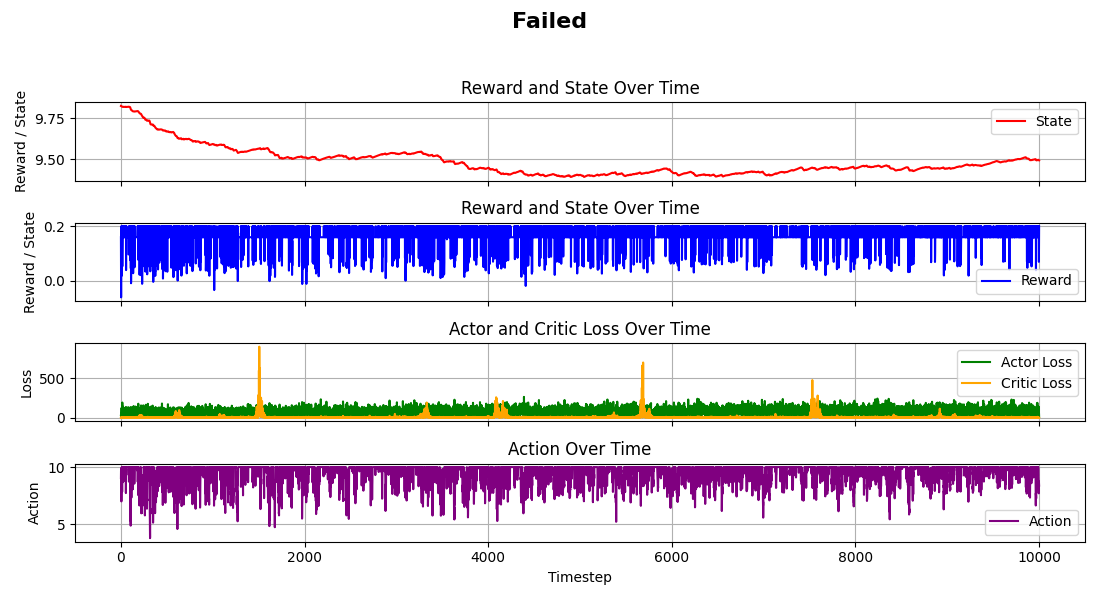 Failed
Reward and State Over Time
Reward / State
9.75
9.50
State
Reward and State Over Time
Reward / State
0.2
0.0
Reward
Actor and Critic Loss Over Time
Loss
500
0
Actor Loss
Critic Loss
Action Over Time
Action
10
5
Action
0 2000 4000 6000 8000 10000
Timestep